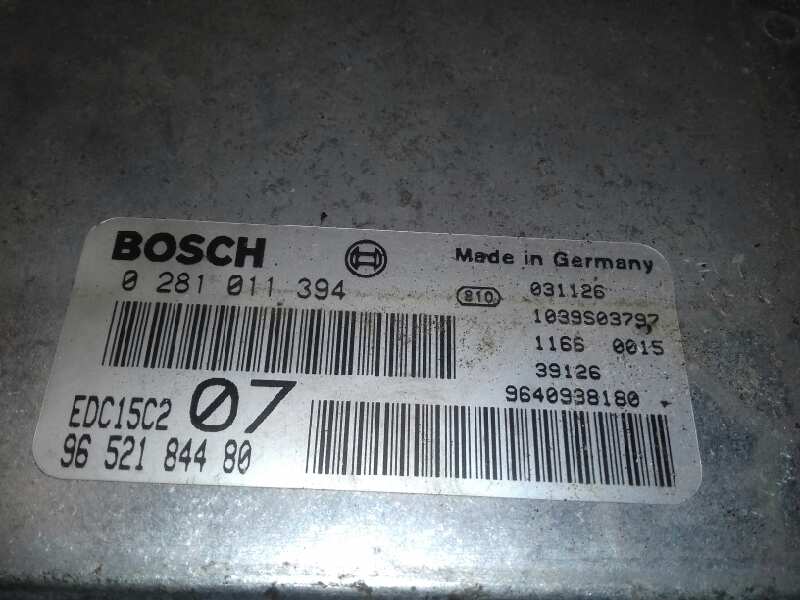 BOSCH
Made in Germany
0 281 011 394
910
031126
1039S03797
1166 0015
39126
9640938180
EDC15C2 07
96 521 844 80